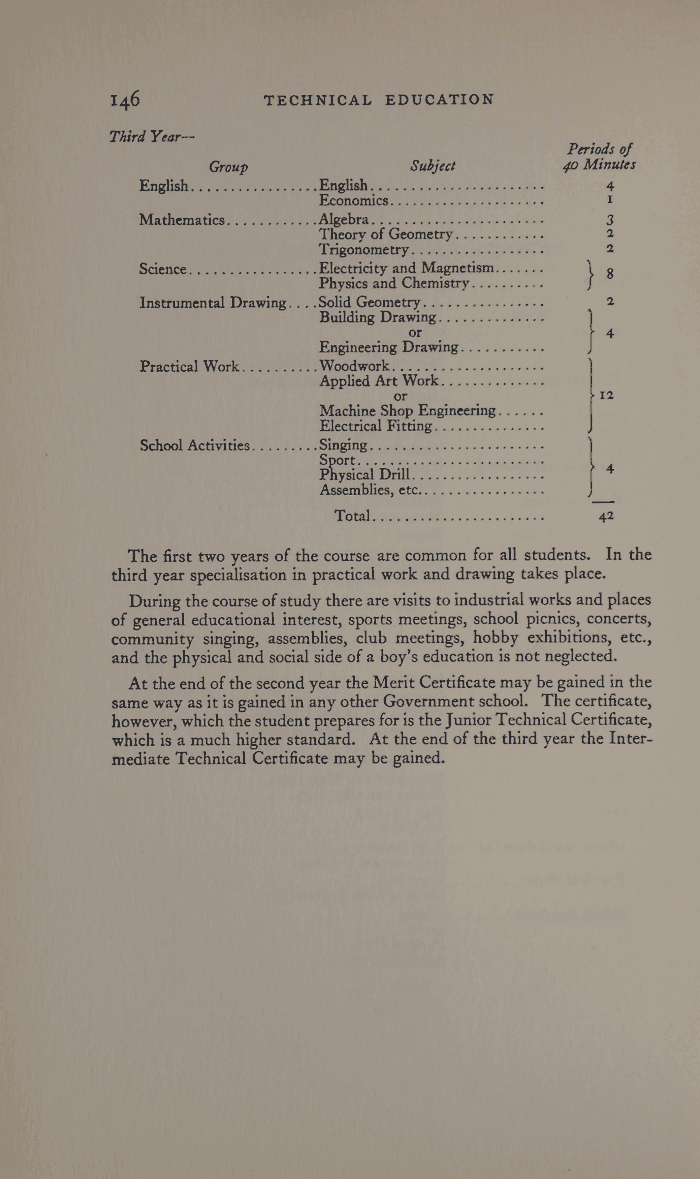 146 TECHNICAL EDUCATION
Third Year—
Periods of
Group Subject 40 Minutes
English................English...................... 4
Economics.................... 1
Mathematics............Algebra...................... 3
Theory of Geometry............ 2
Trigonometry.................. 2
Science................Electricity and Magnetism.......
Physics and Chemistry.......... } 8
Instrumental Drawing....Solid Geometry................ 2
Building Drawing..............
or } 4
Engineering Drawing...........
Practical Work..........Woodwork....................
Applied Art Work..............
or } 12
Machine Shop Engineering......
Electrical Fitting...............
School Activities.........Singing......................
Sport........................
Physical Drill................. } 4
Assemblies, etc.................
Total...................... 42
The first two years of the course are common for all students. In the
third year specialisation in practical work and drawing takes place.
During the course of study there are visits to industrial works and places
of general educational interest, sports meetings, school picnics, concerts,
community singing, assemblies, club meetings, hobby exhibitions, etc.,
and the physical and social side of a boy's education is not neglected.
At the end of the second year the Merit Certificate may be gained in the
same way as it is gained in any other Government school. The certificate,
however, which the student prepares for is the Junior Technical Certificate,
which is a much higher standard. At the end of the third year the Inter-
mediate Technical Certificate may be gained.